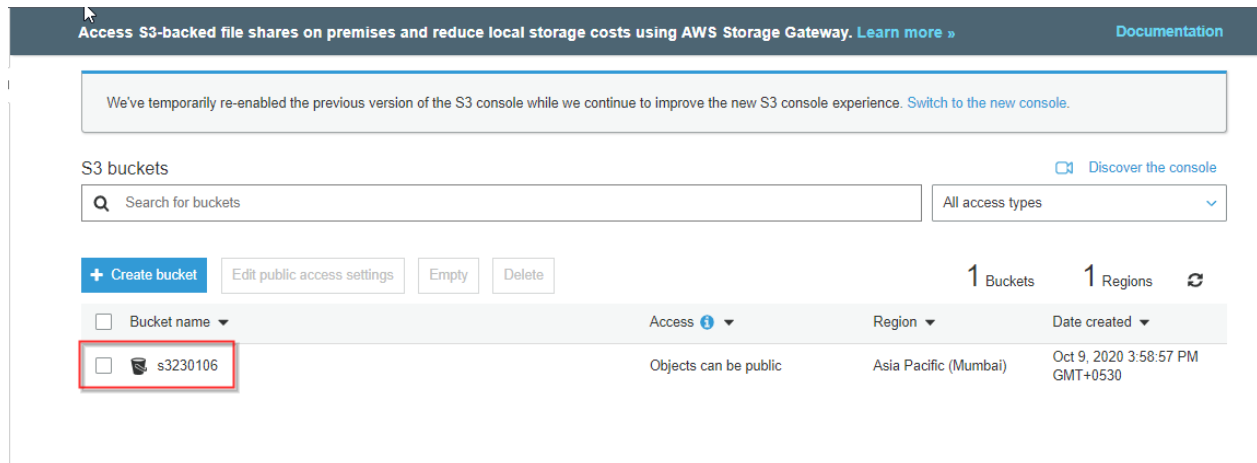 Access S3-backed file shares on premises and reduce local storage costs using AWS Storage Gateway. Learn more » Documentation
We've temporarily re-enabled the previous version of the S3 console while we continue to improve the new S3 console experience. Switch to the new console.
S3 buckets Discover the console
Search for buckets All access types
+ Create bucket Edit public access settings Empty Delete 1 Buckets 1 Regions
Bucket name Access Region Date created
s3230106 Objects can be public Asia Pacific (Mumbai) Oct 9, 2020 3:58:57 PM
GMT+0530